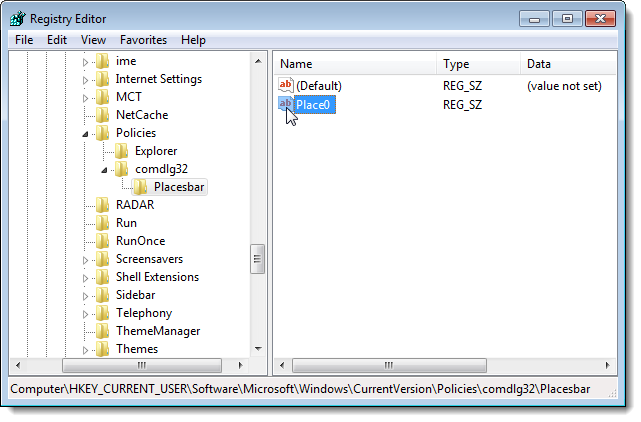 Registry Editor
File Edit View Favorites Help
ime
Internet Settings
MCT
NetCache
Policies
Explorer
comdlg32
Placesbar
RADAR
Run
RunOnce
Screensavers
Shell Extensions
Sidebar
Telephony
ThemeManager
Themes
Name Type Data
ab (Default) REG_SZ (value not set)
ab Place0 REG_SZ
Computer\HKEY_CURRENT_USER\Software\Microsoft\Windows\CurrentVersion\Policies\comdlg32\Placesbar